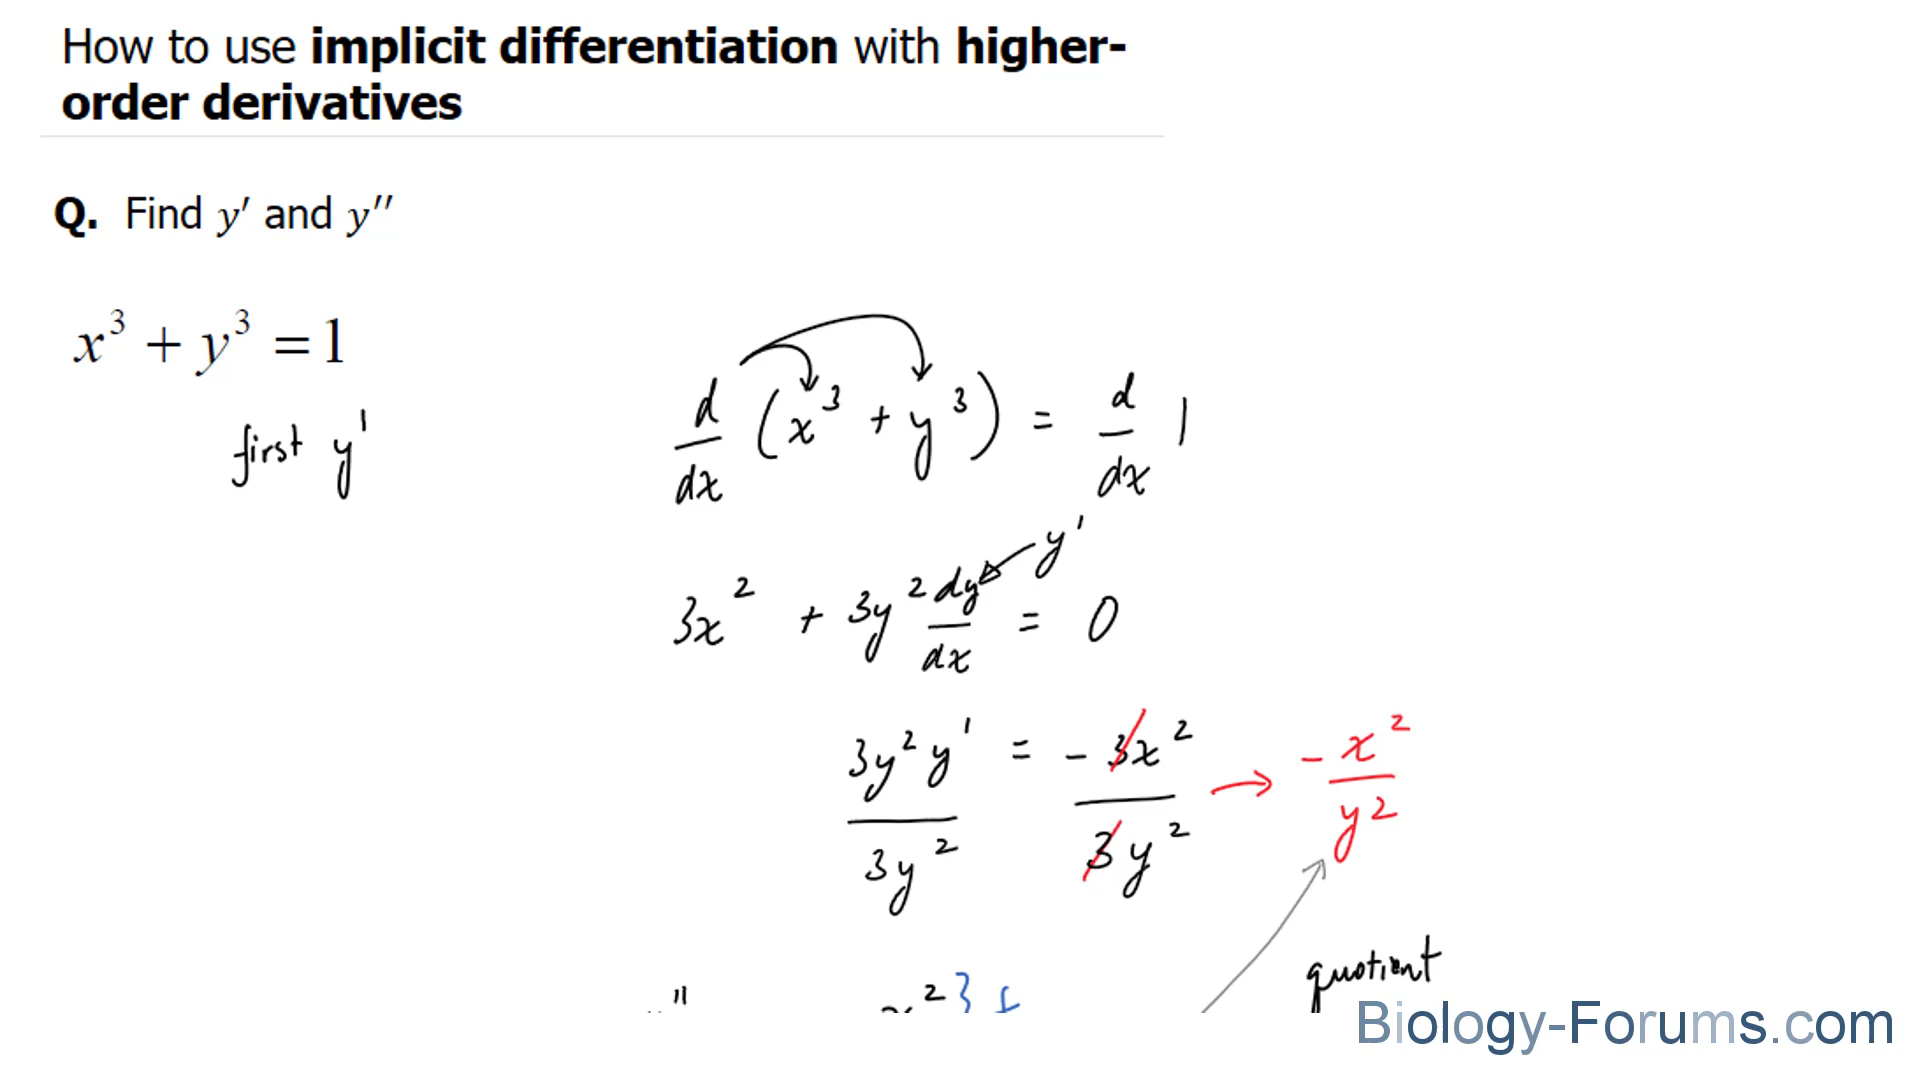 How to use implicit differentiation with higher-
order derivatives
Q. Find y′ and y′′
x³ + y³ = 1
first y'
d/dx (x³ + y³) = d/dx 1
y'
3x² + 3y² dy/dx = 0
3y² y' / 3y² = - 3x² / 3y² → - x² / y²
quotient
Biology-Forums.com